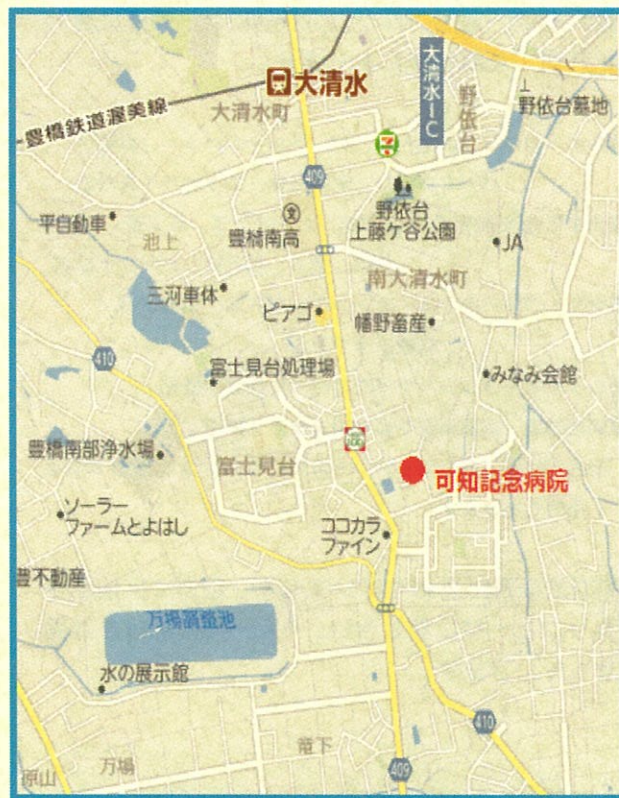 大清水
大清水IC
豊橋鉄道渥美線
大清水町
野依台
野依台墓地
409
平自動車
豊橋南高
文
野依台
上藤ケ谷公園
JA
池上
三河車体
南大清水町
ピアゴ
幡野畜産
410
みなみ会館
富士見台処理場
豊橋南部浄水場
富士見台
可知記念病院
ソーラー
ファームとよはし
ココカラ
ファイン
豊不動産
万場調整池
水の展示館
410
竜下
万場
原山
409